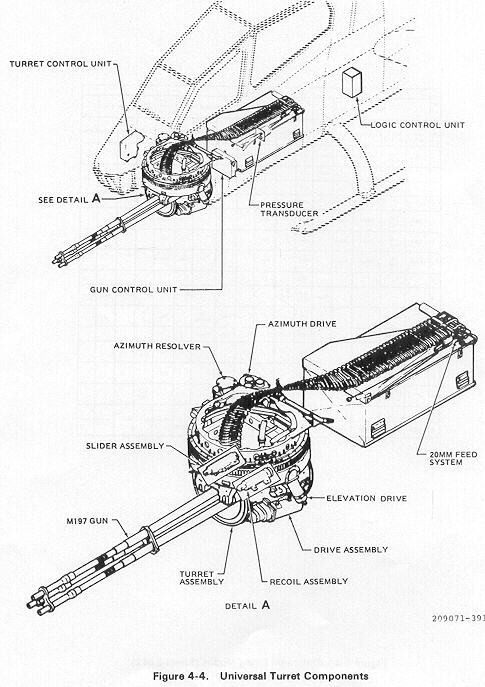 TURRET CONTROL UNIT
LOGIC CONTROL UNIT
SEE DETAIL A
PRESSURE
TRANSDUCER
GUN CONTROL UNIT
AZIMUTH DRIVE
AZIMUTH RESOLVER
SLIDER ASSEMBLY
20MM FEED
SYSTEM
ELEVATION DRIVE
M197 GUN
DRIVE ASSEMBLY
TURRET
ASSEMBLY
RECOIL ASSEMBLY
DETAIL A
209071-391
Figure 4-4. Universal Turret Components